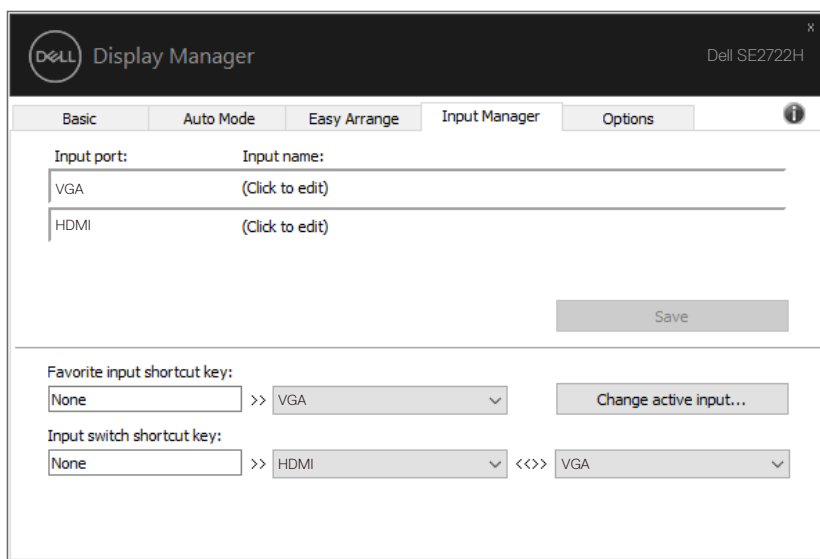 x
DELL Display Manager Dell SE2722H
Basic Auto Mode Easy Arrange Input Manager Options i
Input port: Input name:
VGA (Click to edit)
HDMI (Click to edit)
Save
Favorite input shortcut key:
None >> VGA Change active input...
Input switch shortcut key:
None >> HDMI <<>> VGA